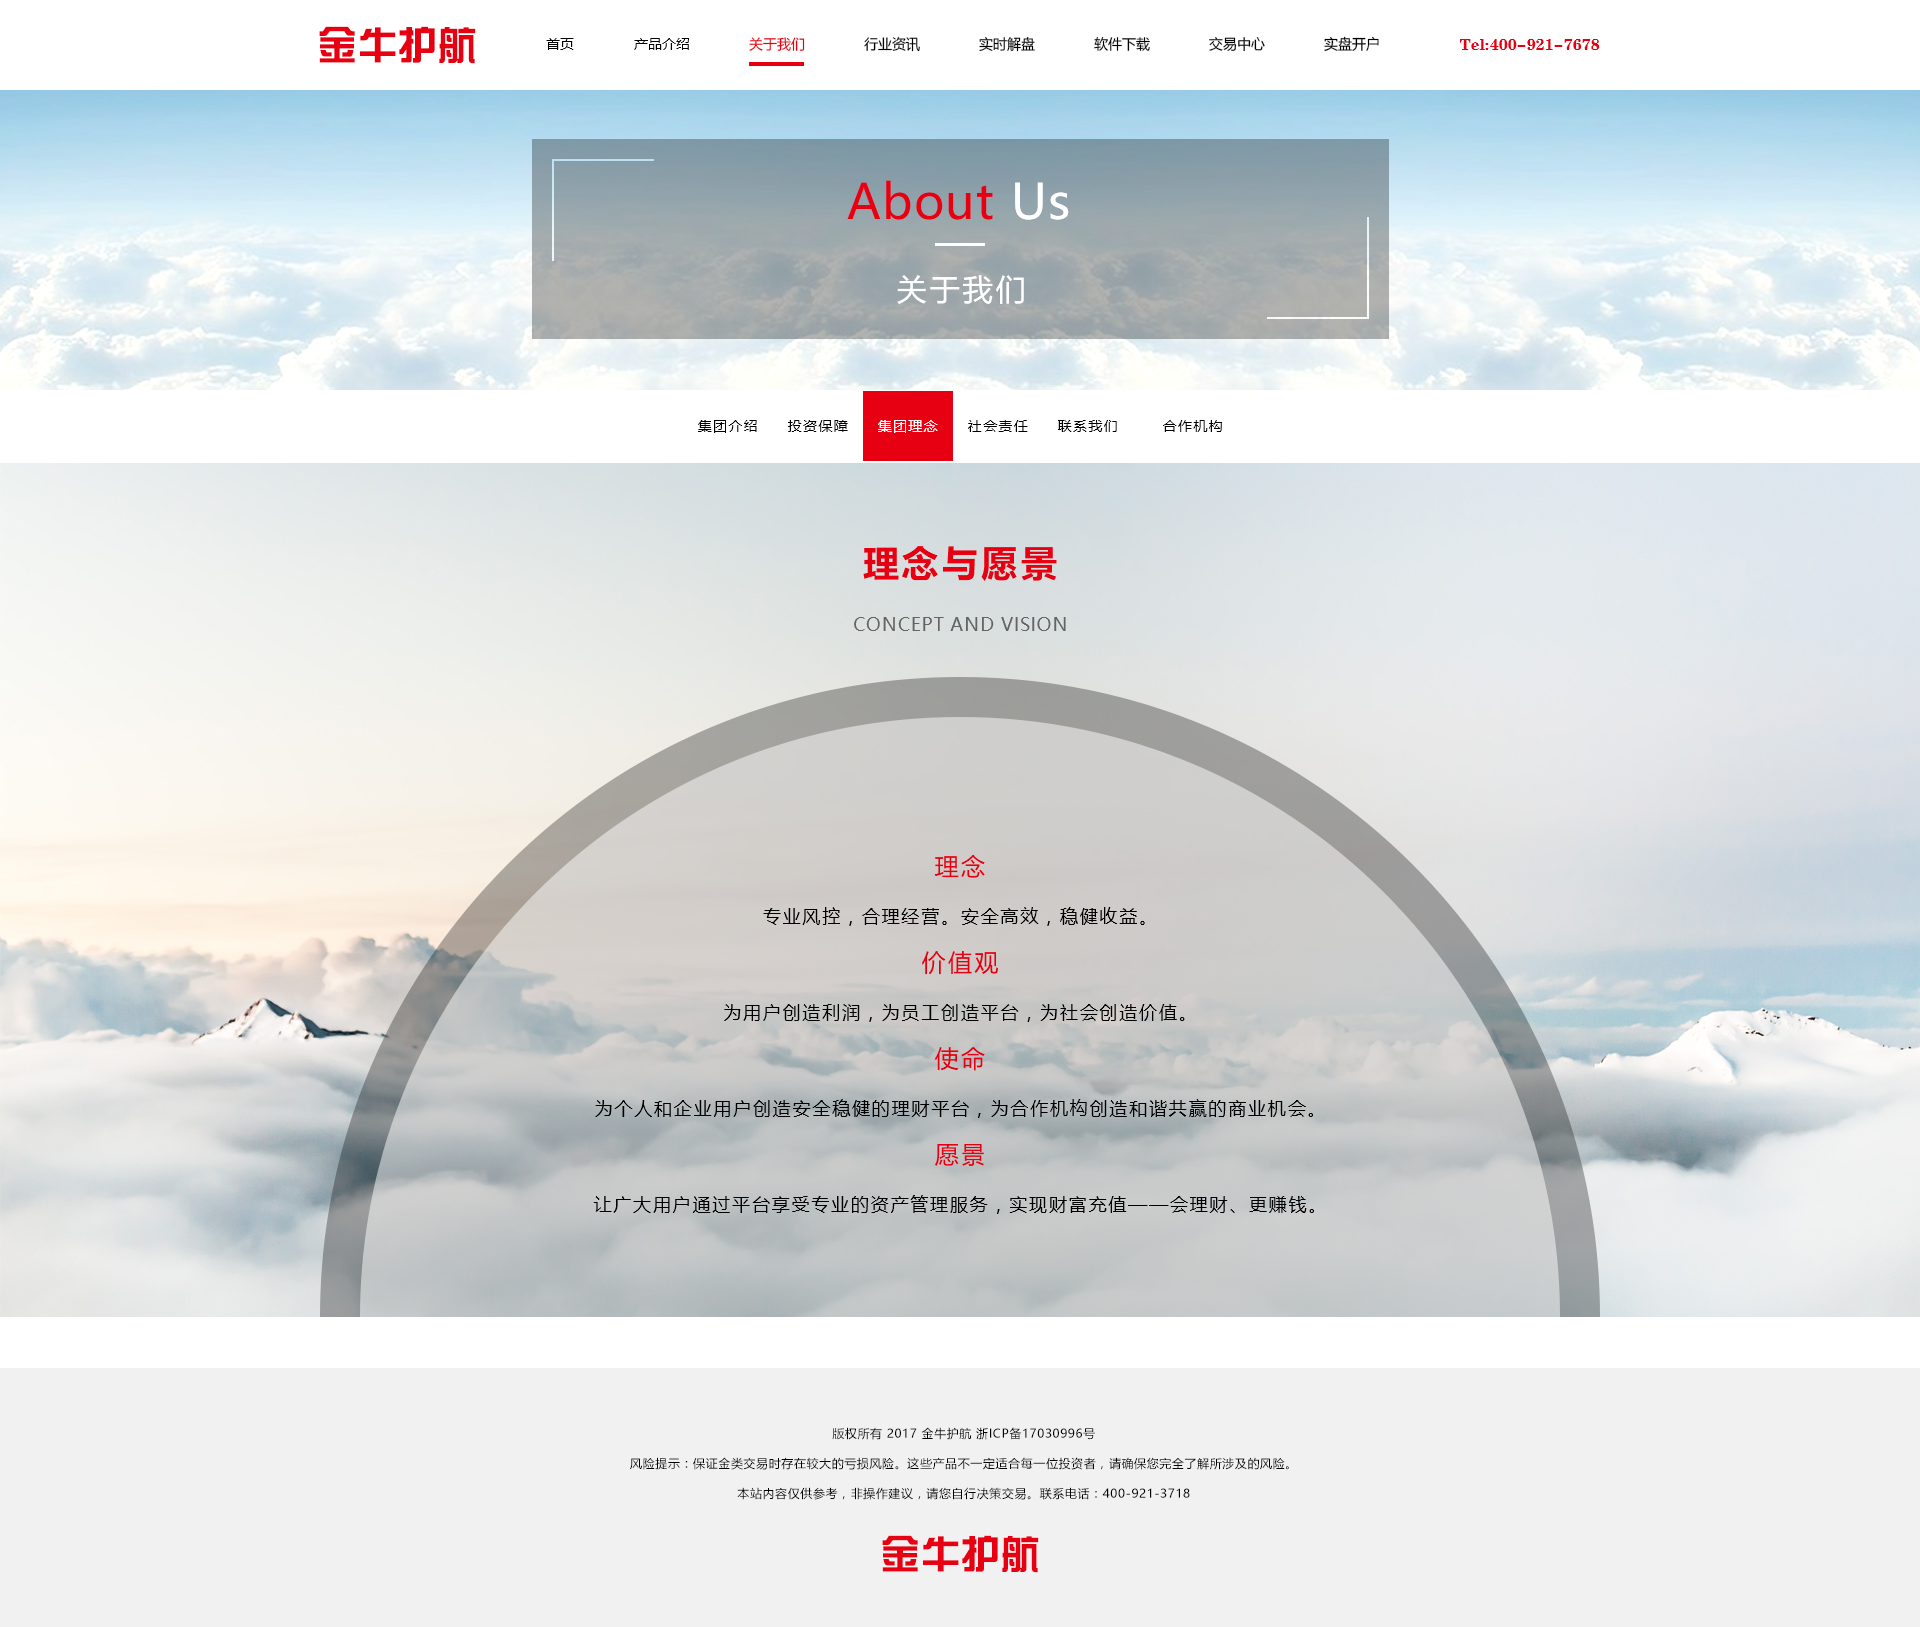 金牛护航 首页 产品介绍 关于我们 行业资讯 实时解盘 软件下载 交易中心 实盘开户 Tel:400-921-7678
About Us
关于我们
集团介绍 投资保障 集团理念 社会责任 联系我们 合作机构
理念与愿景
CONCEPT AND VISION
理念
专业风控，合理经营。安全高效，稳健收益。
价值观
为用户创造利润，为员工创造平台，为社会创造价值。
使命
为个人和企业用户创造安全稳健的理财平台，为合作机构创造和谐共赢的商业机会。
愿景
让广大用户通过平台享受专业的资产管理服务，实现财富充值——会理财、更赚钱。
版权所有 2017 金牛护航 浙ICP备17030996号
风险提示：保证金类交易时存在较大的亏损风险。这些产品不一定适合每一位投资者，请确保您完全了解所涉及的风险。
本站内容仅供参考，非操作建议，请您自行决策交易。联系电话：400-921-3718
金牛护航